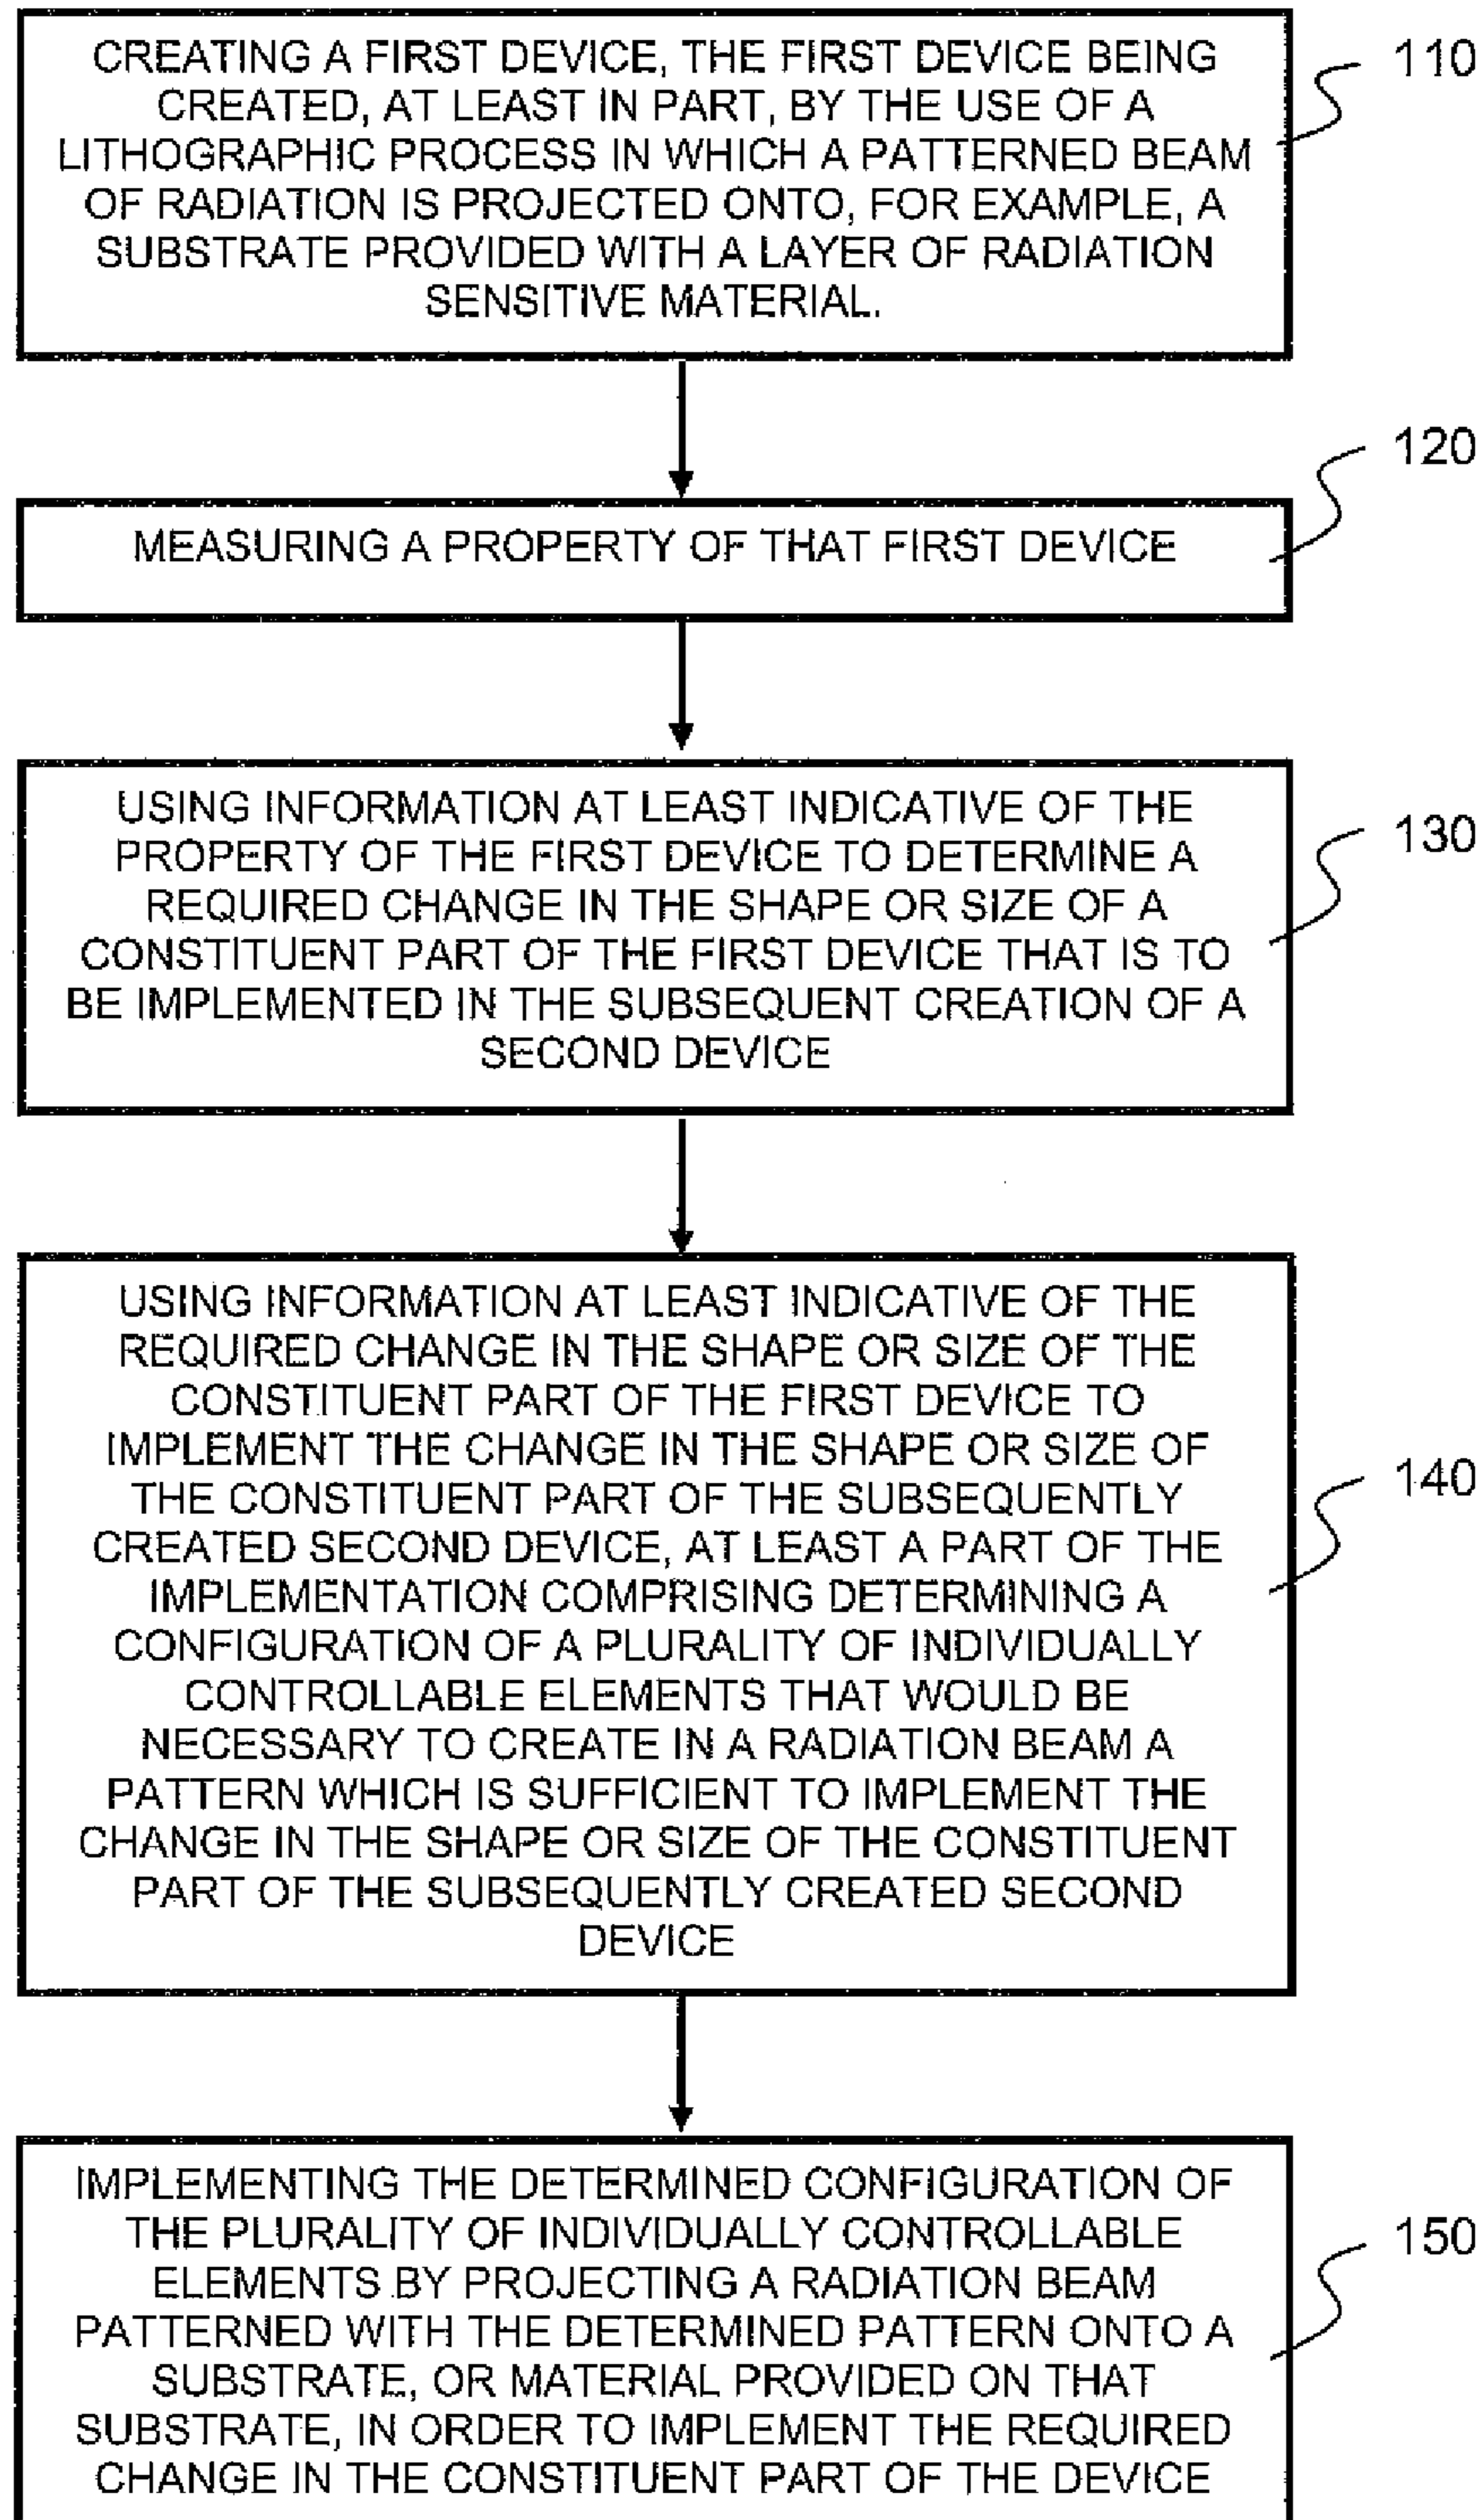 CREATING A FIRST DEVICE, THE FIRST DEVICE BEING
CREATED, AT LEAST IN PART, BY THE USE OF A
LITHOGRAPHIC PROCESS IN WHICH A PATTERNED BEAM
OF RADIATION IS PROJECTED ONTO, FOR EXAMPLE, A
SUBSTRATE PROVIDED WITH A LAYER OF RADIATION
SENSITIVE MATERIAL.
110
MEASURING A PROPERTY OF THAT FIRST DEVICE
120
USING INFORMATION AT LEAST INDICATIVE OF THE
PROPERTY OF THE FIRST DEVICE TO DETERMINE A
REQUIRED CHANGE IN THE SHAPE OR SIZE OF A
CONSTITUENT PART OF THE FIRST DEVICE THAT IS TO
BE IMPLEMENTED IN THE SUBSEQUENT CREATION OF A
SECOND DEVICE
130
USING INFORMATION AT LEAST INDICATIVE OF THE
REQUIRED CHANGE IN THE SHAPE OR SIZE OF THE
CONSTITUENT PART OF THE FIRST DEVICE TO
IMPLEMENT THE CHANGE IN THE SHAPE OR SIZE OF
THE CONSTITUENT PART OF THE SUBSEQUENTLY
CREATED SECOND DEVICE, AT LEAST A PART OF THE
IMPLEMENTATION COMPRISING DETERMINING A
CONFIGURATION OF A PLURALITY OF INDIVIDUALLY
CONTROLLABLE ELEMENTS THAT WOULD BE
NECESSARY TO CREATE IN A RADIATION BEAM A
PATTERN WHICH IS SUFFICIENT TO IMPLEMENT THE
CHANGE IN THE SHAPE OR SIZE OF THE CONSTITUENT
PART OF THE SUBSEQUENTLY CREATED SECOND
DEVICE
140
IMPLEMENTING THE DETERMINED CONFIGURATION OF
THE PLURALITY OF INDIVIDUALLY CONTROLLABLE
ELEMENTS BY PROJECTING A RADIATION BEAM
PATTERNED WITH THE DETERMINED PATTERN ONTO A
SUBSTRATE, OR MATERIAL PROVIDED ON THAT
SUBSTRATE, IN ORDER TO IMPLEMENT THE REQUIRED
CHANGE IN THE CONSTITUENT PART OF THE DEVICE
150